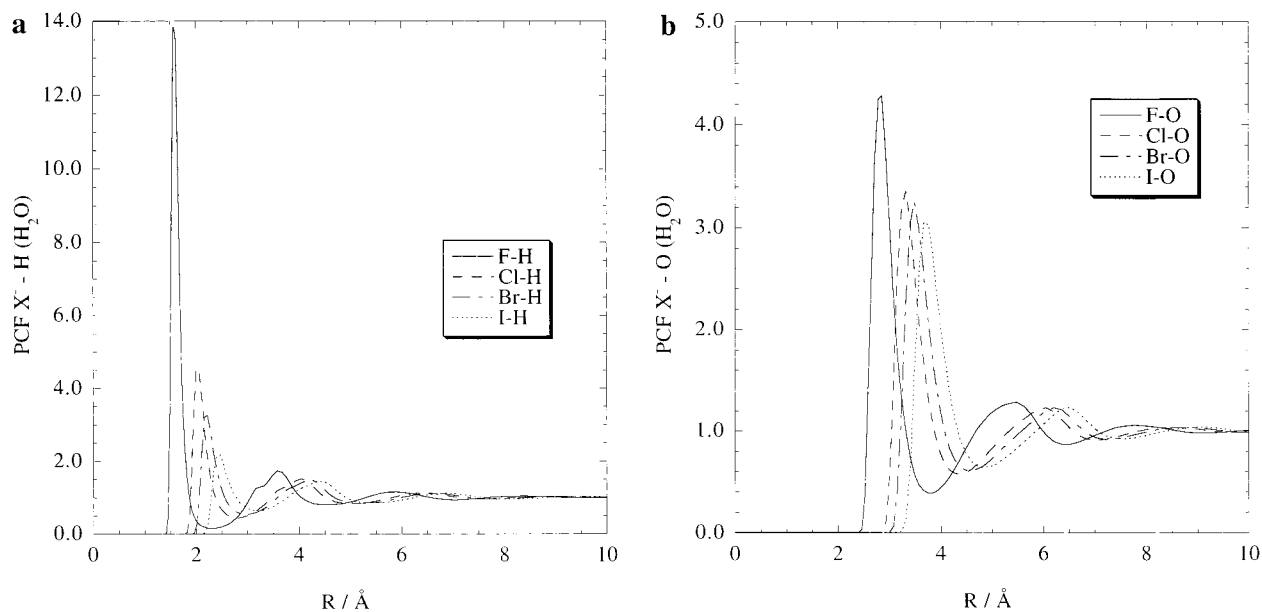 a
14.0
12.0
10.0
8.0
6.0
4.0
2.0
0.0
PCF X⁻ - H (H₂O)
F-H
Cl-H
Br-H
I-H
0
2
4
6
8
10
R / Å
b
5.0
4.0
3.0
2.0
1.0
0.0
PCF X⁻ - O (H₂O)
F-O
Cl-O
Br-O
I-O
0
2
4
6
8
10
R / Å